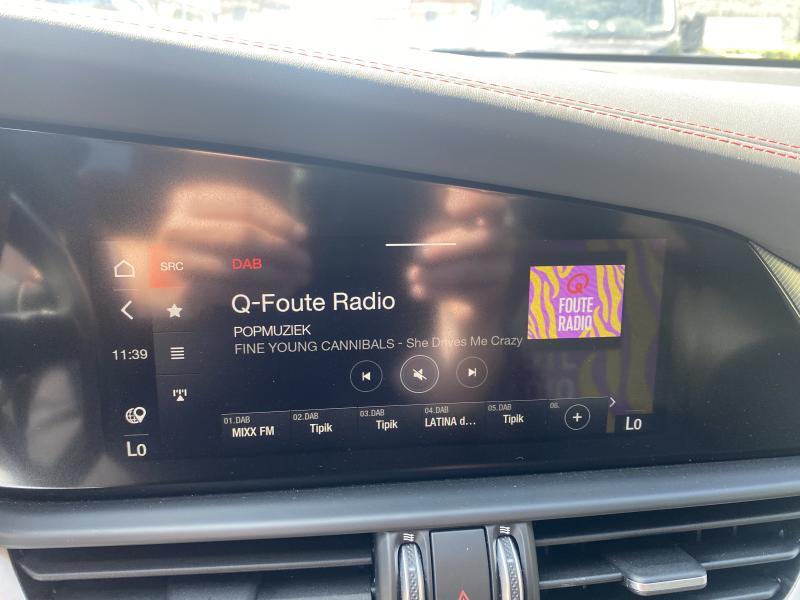 SRC
DAB
Q-Foute Radio
POPMUZIEK
FINE YOUNG CANNIBALS - She Drives Me Crazy
Q
FOUTE
RADIO
11:39
01.DAB
MIXX FM
02.DAB
Tipik
03.DAB
Tipik
04.DAB
LATINA d...
05.DAB
Tipik
06.
Lo
Lo